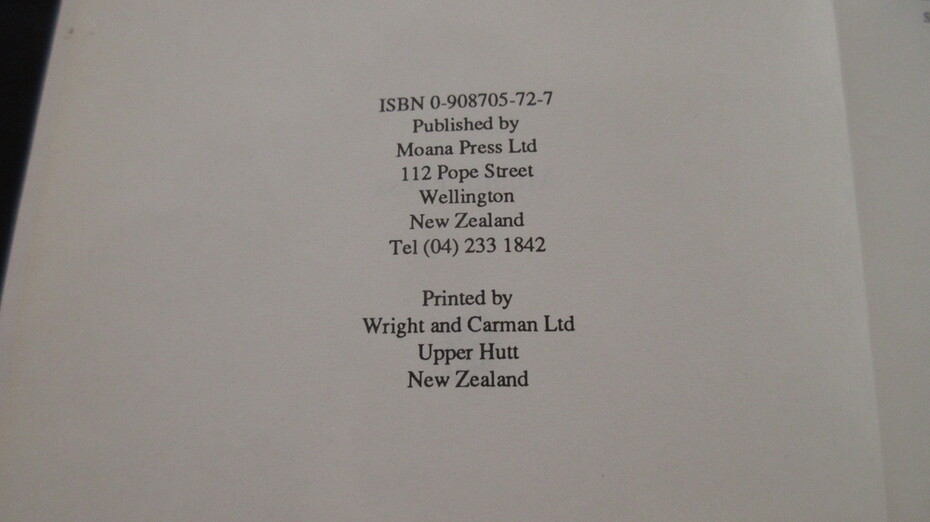 ISBN 0-908705-72-7
Published by
Moana Press Ltd
112 Pope Street
Wellington
New Zealand
Tel (04) 233 1842
Printed by
Wright and Carman Ltd
Upper Hutt
New Zealand